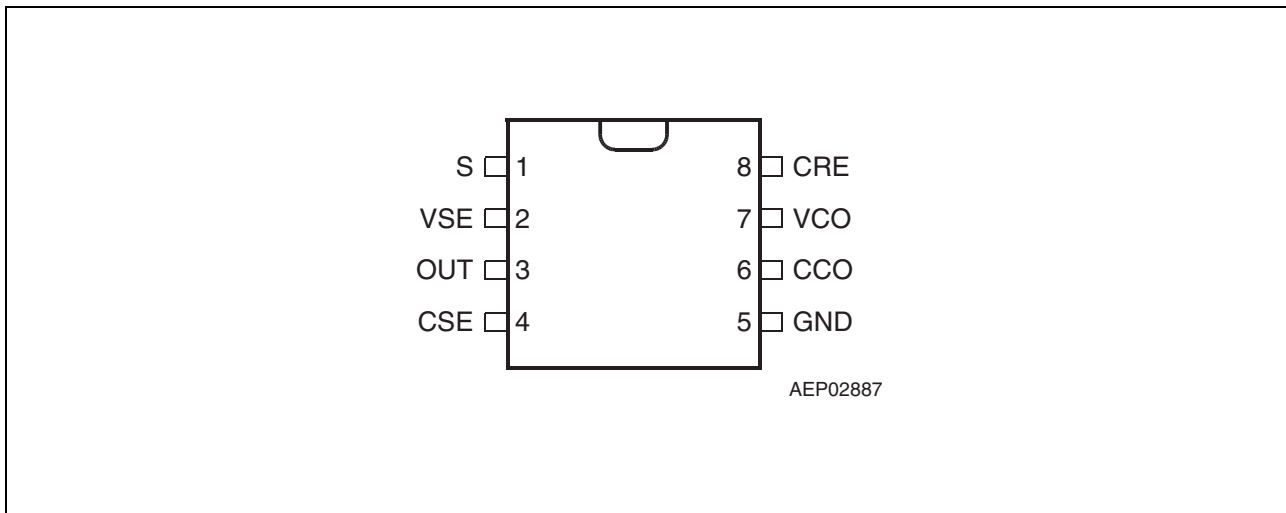 S 1 8 CRE
VSE 2 7 VCO
OUT 3 6 CCO
CSE 4 5 GND
AEP02887